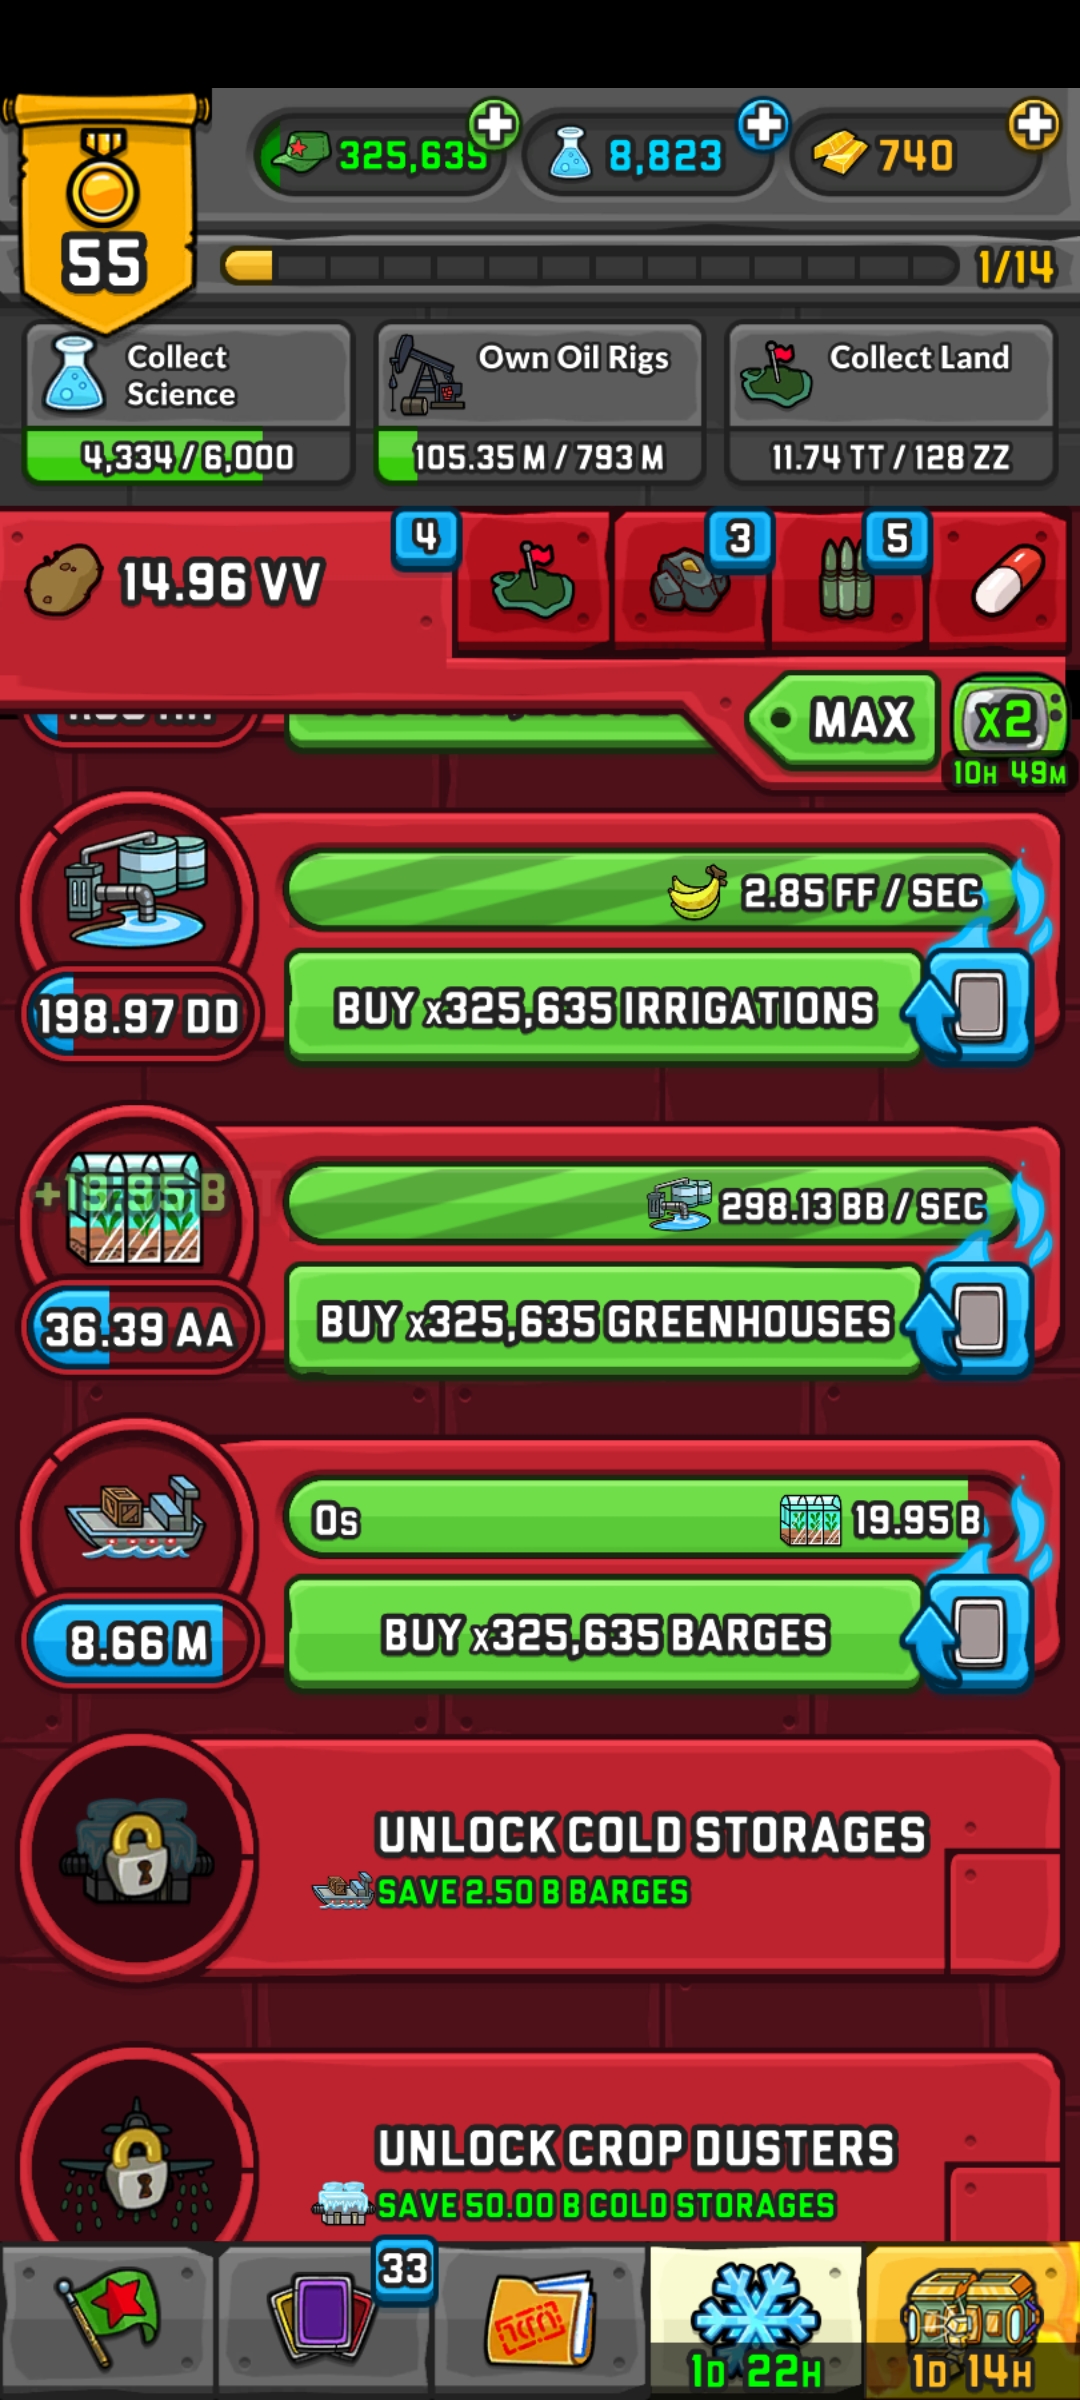 325,635
8,823
740
55
1/14
Collect
Science
4,334 / 6,000
Own Oil Rigs
105.35 M / 793 M
Collect Land
11.74 TT / 128 ZZ
14.96 VV
4
3
5
MAX
x2
10H 49M
2.85 FF / SEC
198.97 DD
BUY x325,635 IRRIGATIONS
+19.95 B
298.13 BB / SEC
36.39 AA
BUY x325,635 GREENHOUSES
0s
19.95 B
8.66 M
BUY x325,635 BARGES
UNLOCK COLD STORAGES
SAVE 2.50 B BARGES
UNLOCK CROP DUSTERS
SAVE 50.00 B COLD STORAGES
33
1D 22H
1D 14H